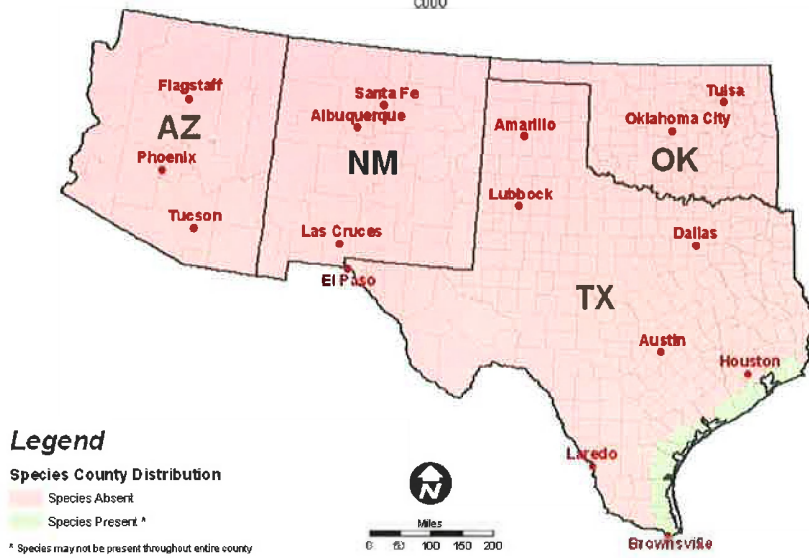 Flagstaff
Santa Fe
Tulsa
Albuquerque
Amarillo
Oklahoma City
AZ
NM
OK
Phoenix
Lubbock
Tucson
Las Cruces
Dallas
El Paso
TX
Austin
Houston
Legend
Laredo
Species County Distribution
Species Absent
N
Species Present *
Miles
0 50 100 150 200
* Species may not be present throughout entire county
Brownsville